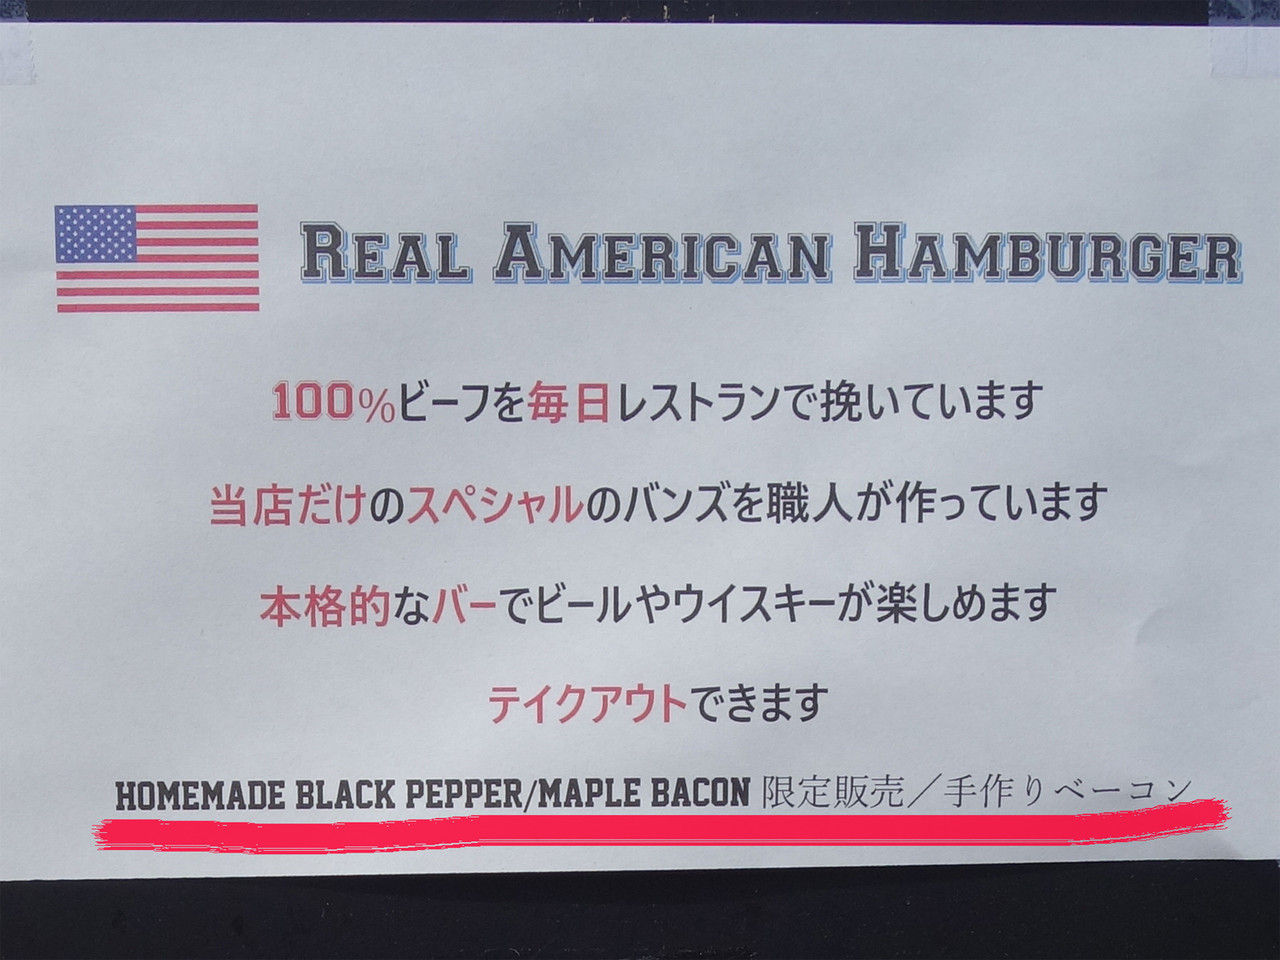 REAL AMERICAN HAMBURGER
100%ビーフを毎日レストランで挽いています
当店だけのスペシャルのバンズを職人が作っています
本格的なバーでビールやウイスキーが楽しめます
テイクアウトできます
HOMEMADE BLACK PEPPER/MAPLE BACON 限定販売／手作りベーコン